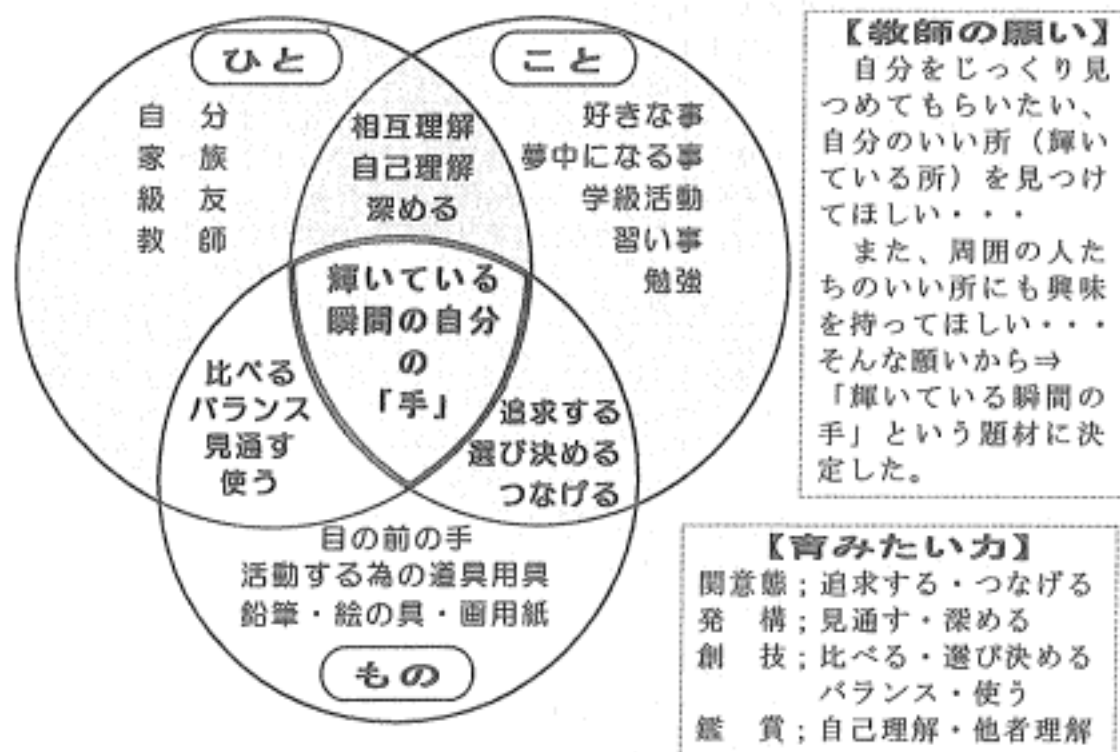 ひと
自　分
家　族
級　友
教　師
相互理解
自己理解
深める
こと
好きな事
夢中になる事
学級活動
習い事
勉強
輝いている
瞬間の自分
の
「手」
比べる
バランス
見通す
使う
追求する
選び決める
つなげる
目の前の手
活動する為の道具用具
鉛筆・絵の具・画用紙
もの
【教師の願い】
　自分をじっくり見
つめてもらいたい、
自分のいい所（輝い
ている所）を見つけ
てほしい・・・
　また、周囲の人た
ちのいい所にも興味
を持ってほしい・・・
そんな願いから⇒
「輝いている瞬間の
手」という題材に決
定した。
【育みたい力】
関意態；追求する・つなげる
発　構；見通す・深める
創　技；比べる・選び決める
バランス・使う
鑑　賞；自己理解・他者理解